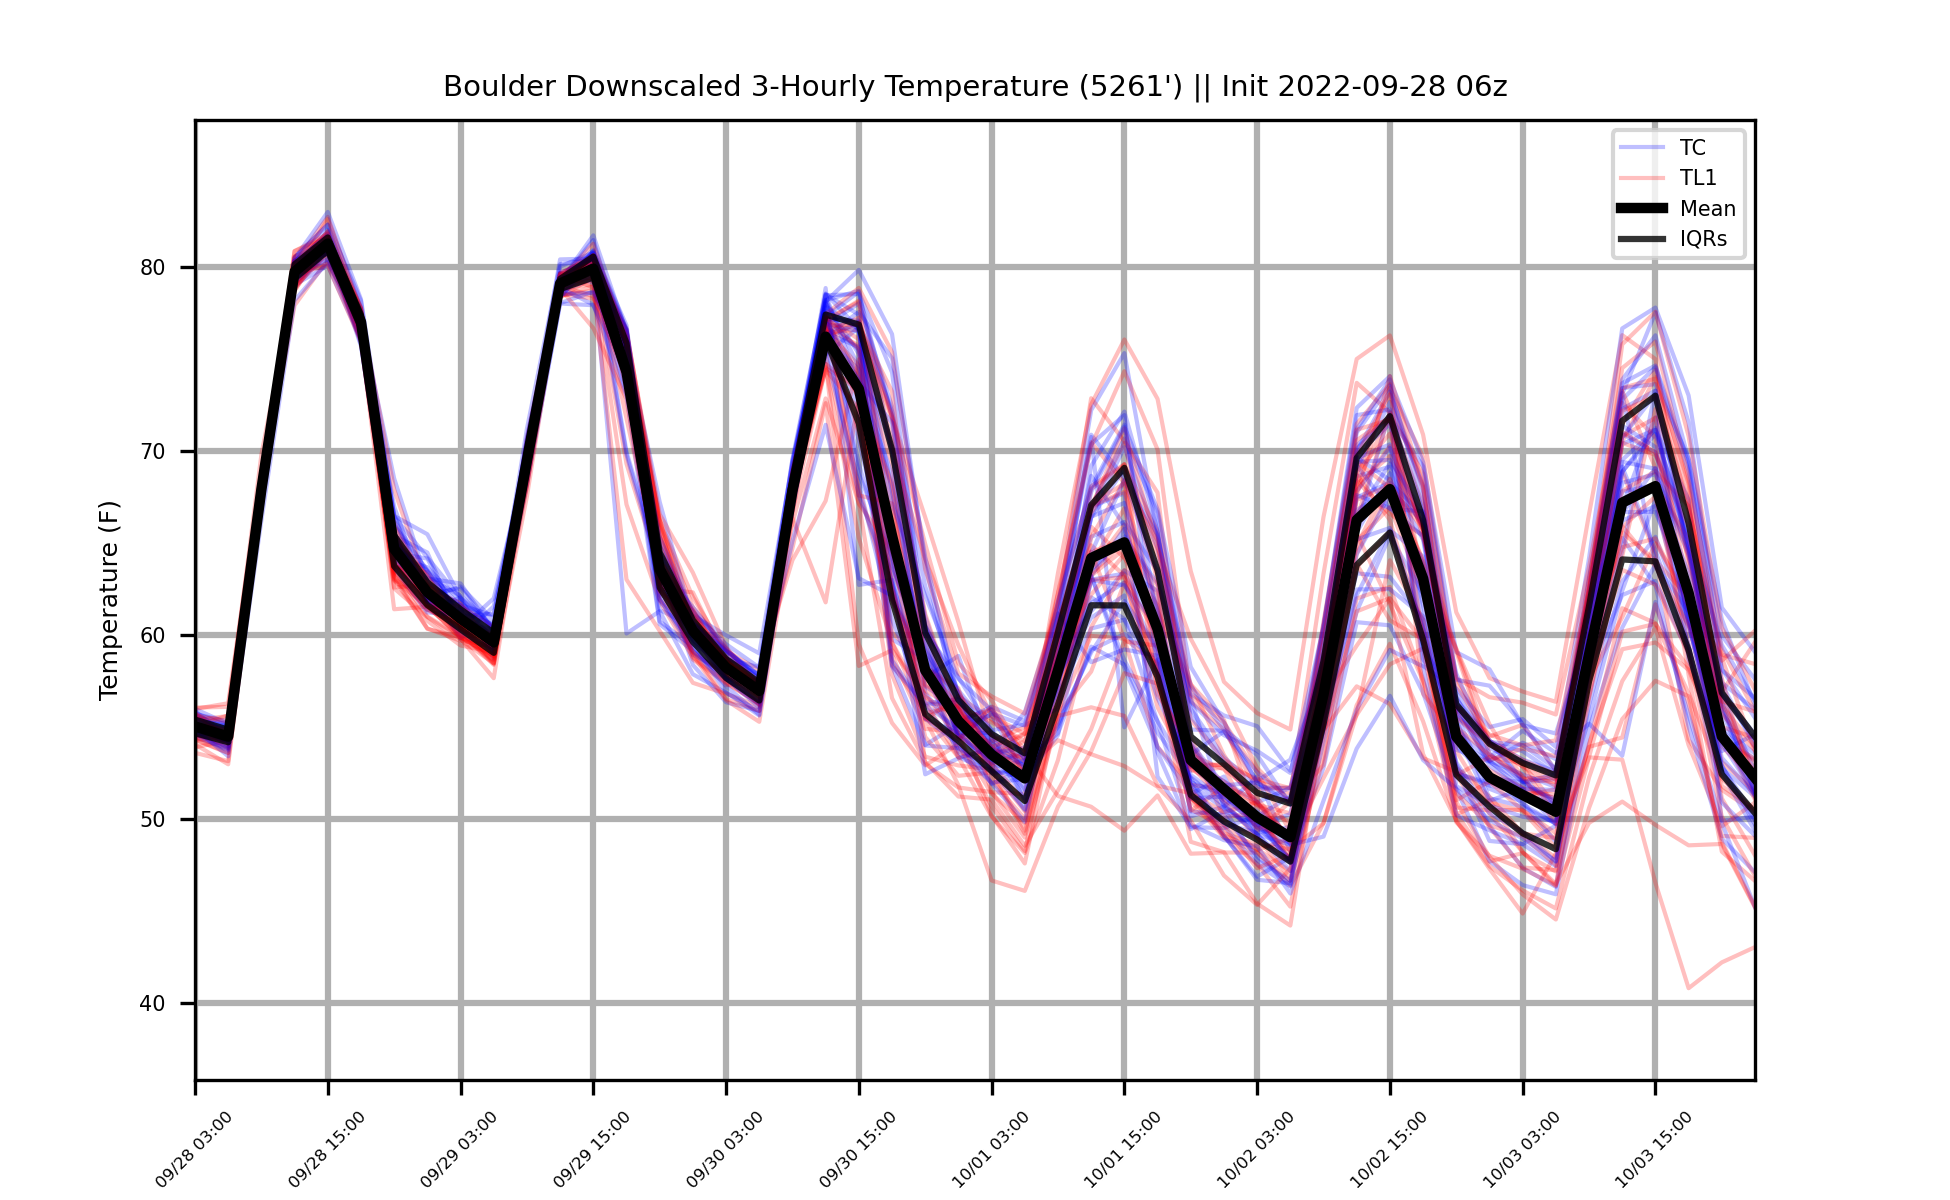 Boulder Downscaled 3-Hourly Temperature (5261') || Init 2022-09-28 06z
TC
TL1
Mean
IQRs
Temperature (F)
80
70
60
50
40
09/28 03:00
09/28 15:00
09/29 03:00
09/29 15:00
09/30 03:00
09/30 15:00
10/01 03:00
10/01 15:00
10/02 03:00
10/02 15:00
10/03 03:00
10/03 15:00